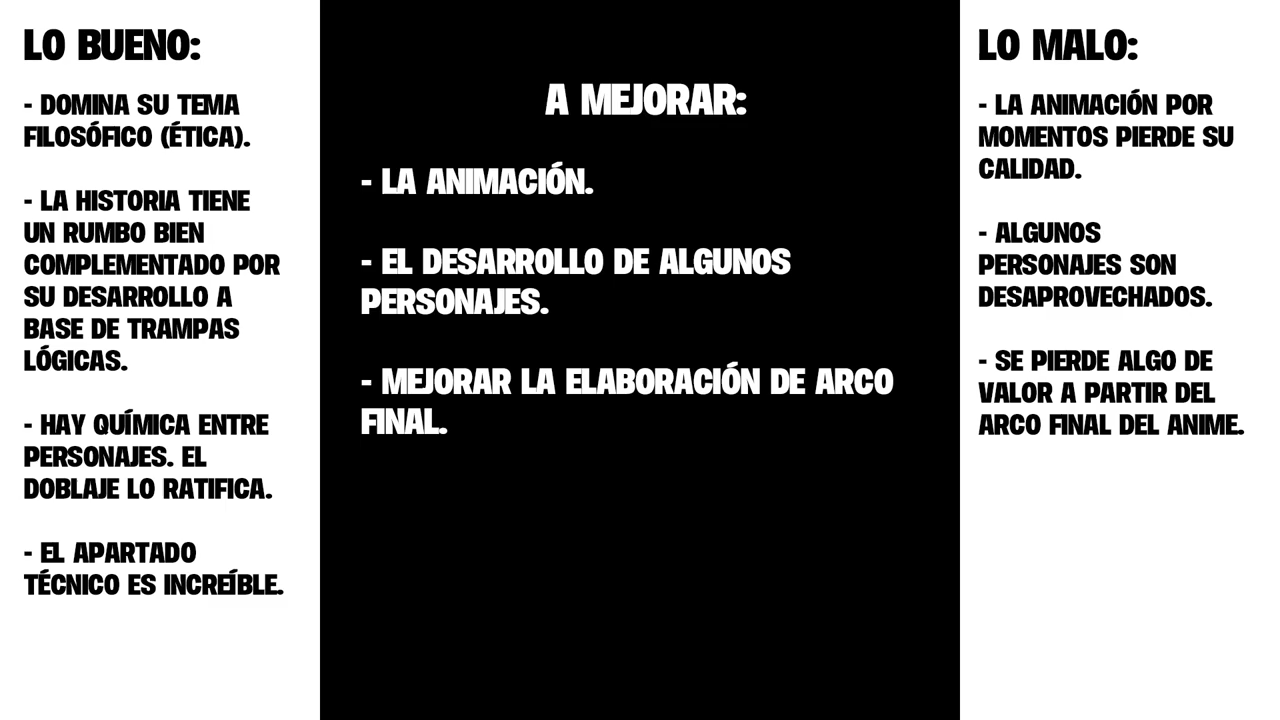 LO BUENO:
- DOMINA SU TEMA
FILOSÓFICO (ÉTICA).
- LA HISTORIA TIENE
UN RUMBO BIEN
COMPLEMENTADO POR
SU DESARROLLO A
BASE DE TRAMPAS
LÓGICAS.
- HAY QUÍMICA ENTRE
PERSONAJES. EL
DOBLAJE LO RATIFICA.
- EL APARTADO
TÉCNICO ES INCREÍBLE.
A MEJORAR:
- LA ANIMACIÓN.
- EL DESARROLLO DE ALGUNOS
PERSONAJES.
- MEJORAR LA ELABORACIÓN DE ARCO
FINAL.
LO MALO:
- LA ANIMACIÓN POR
MOMENTOS PIERDE SU
CALIDAD.
- ALGUNOS
PERSONAJES SON
DESAPROVECHADOS.
- SE PIERDE ALGO DE
VALOR A PARTIR DEL
ARCO FINAL DEL ANIME.